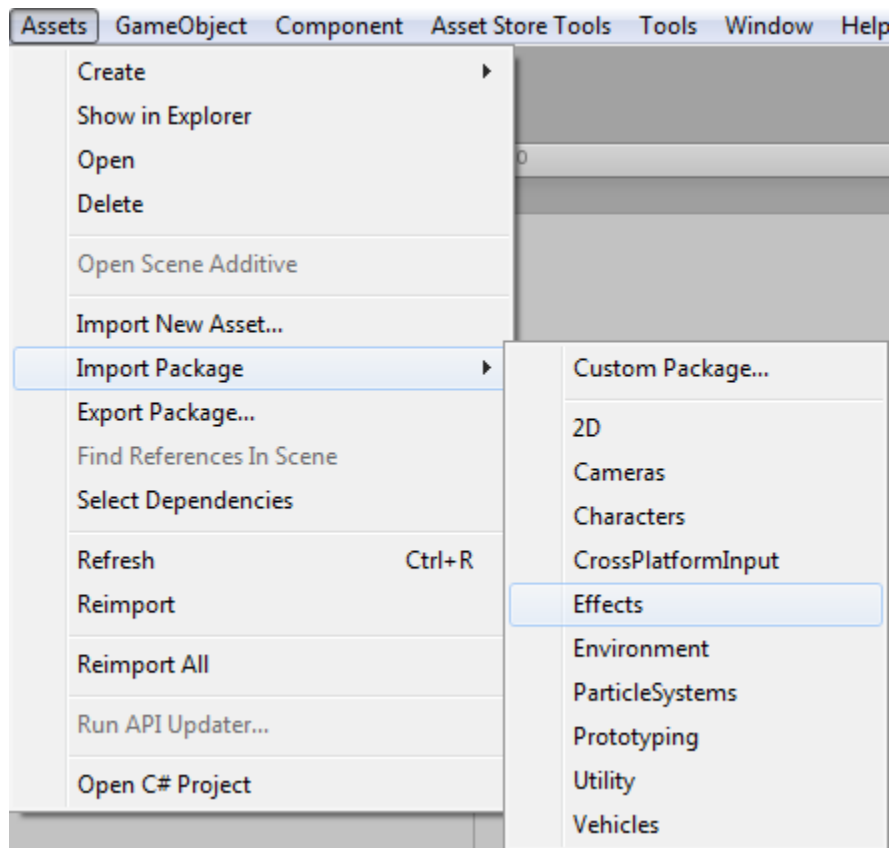 Assets GameObject Component Asset Store Tools Tools Window Help
Create
Show in Explorer
Open
Delete
Open Scene Additive
Import New Asset...
Import Package
Export Package...
Find References In Scene
Select Dependencies
Refresh Ctrl+R
Reimport
Reimport All
Run API Updater...
Open C# Project
Custom Package...
2D
Cameras
Characters
CrossPlatformInput
Effects
Environment
ParticleSystems
Prototyping
Utility
Vehicles